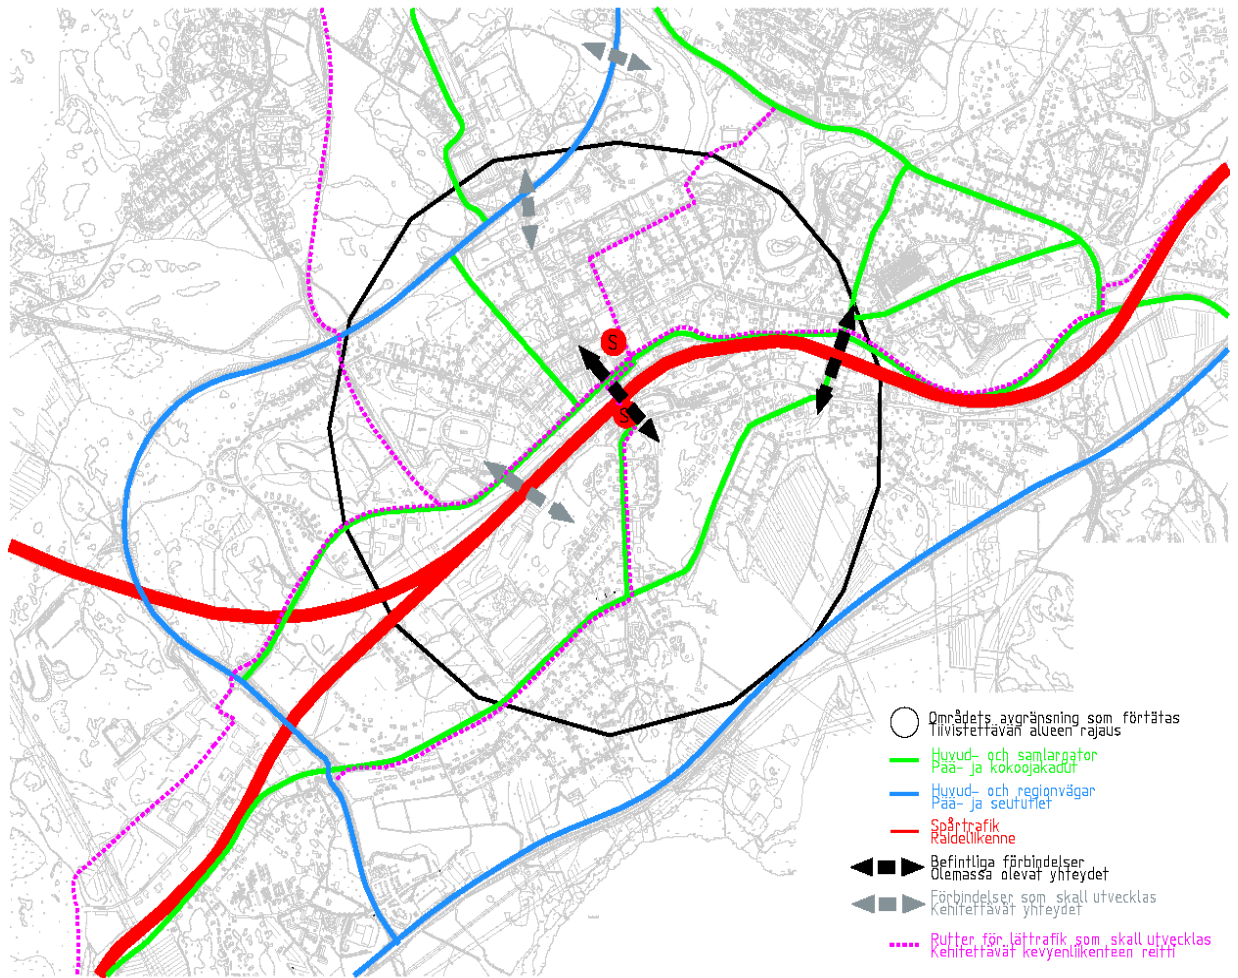 S
S
Områdets avgränsning som förtätas
Tiivistettävän alueen rajaus
Huvud- och samlargator
Pää- ja kokoojakadut
Huvud- och regionvägar
Pää- ja seututiet
Spårtrafik
Raideliikenne
Befintliga förbindelser
Olemassa olevat yhteydet
Förbindelser som skall utvecklas
Kehitettävät yhteydet
Rutter för lättrafik som skall utvecklas
Kehitettävät kevyenliikenteen reitti